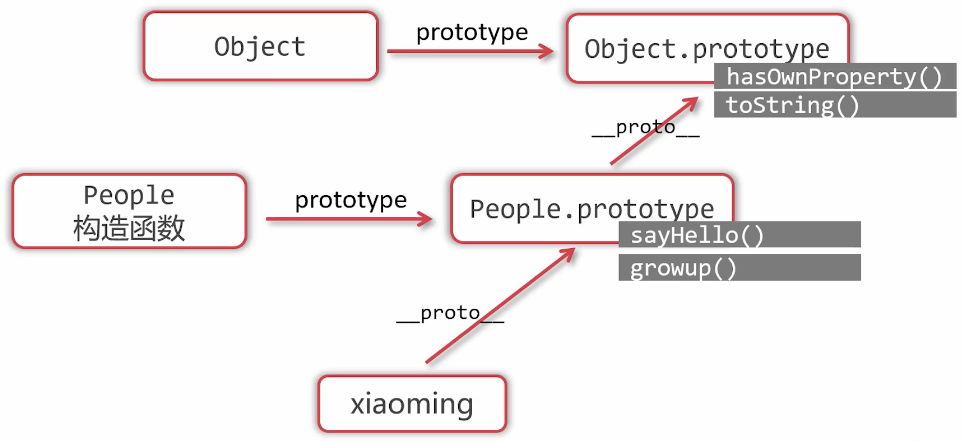 Object
prototype
Object.prototype
hasOwnProperty()
toString()
__proto__
People
构造函数
prototype
People.prototype
sayHello()
growup()
__proto__
xiaoming